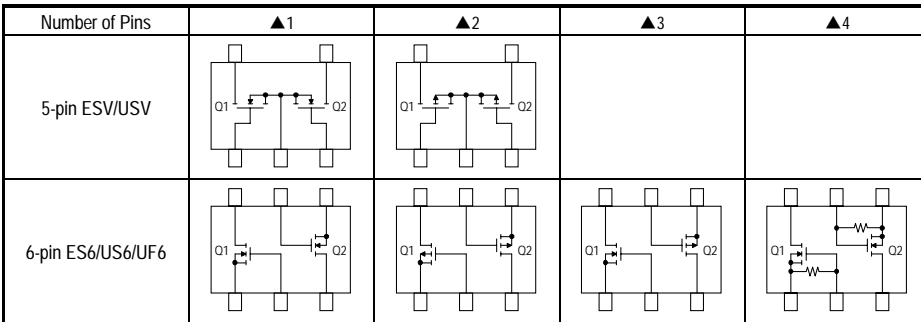 Number of Pins ▲1 ▲2 ▲3 ▲4
5-pin ESV/USV
Q1 Q2 Q1 Q2
6-pin ES6/US6/UF6
Q1 Q2 Q1 Q2 Q1 Q2 Q1 Q2